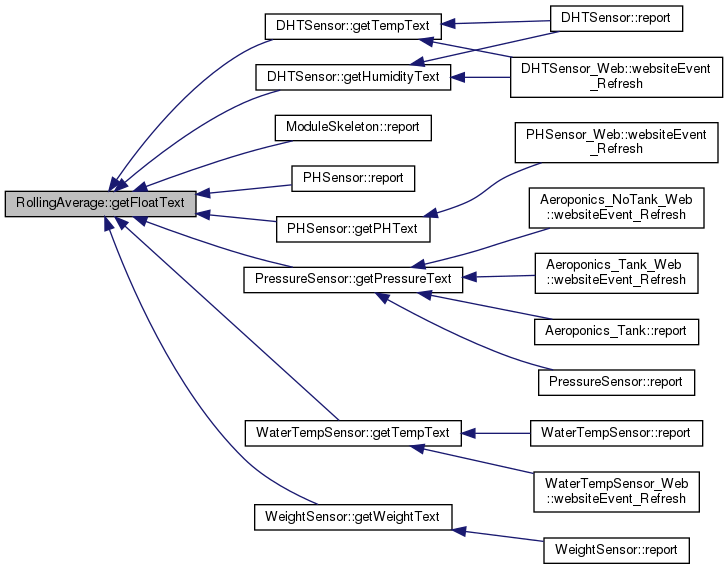 RollingAverage::getFloatText
DHTSensor::getTempText
DHTSensor::getHumidityText
ModuleSkeleton::report
PHSensor::report
PHSensor::getPHText
PressureSensor::getPressureText
WaterTempSensor::getTempText
WeightSensor::getWeightText
DHTSensor::report
DHTSensor_Web::websiteEvent
_Refresh
PHSensor_Web::websiteEvent
_Refresh
Aeroponics_NoTank_Web
::websiteEvent_Refresh
Aeroponics_Tank_Web
::websiteEvent_Refresh
Aeroponics_Tank::report
PressureSensor::report
WaterTempSensor::report
WaterTempSensor_Web
::websiteEvent_Refresh
WeightSensor::report